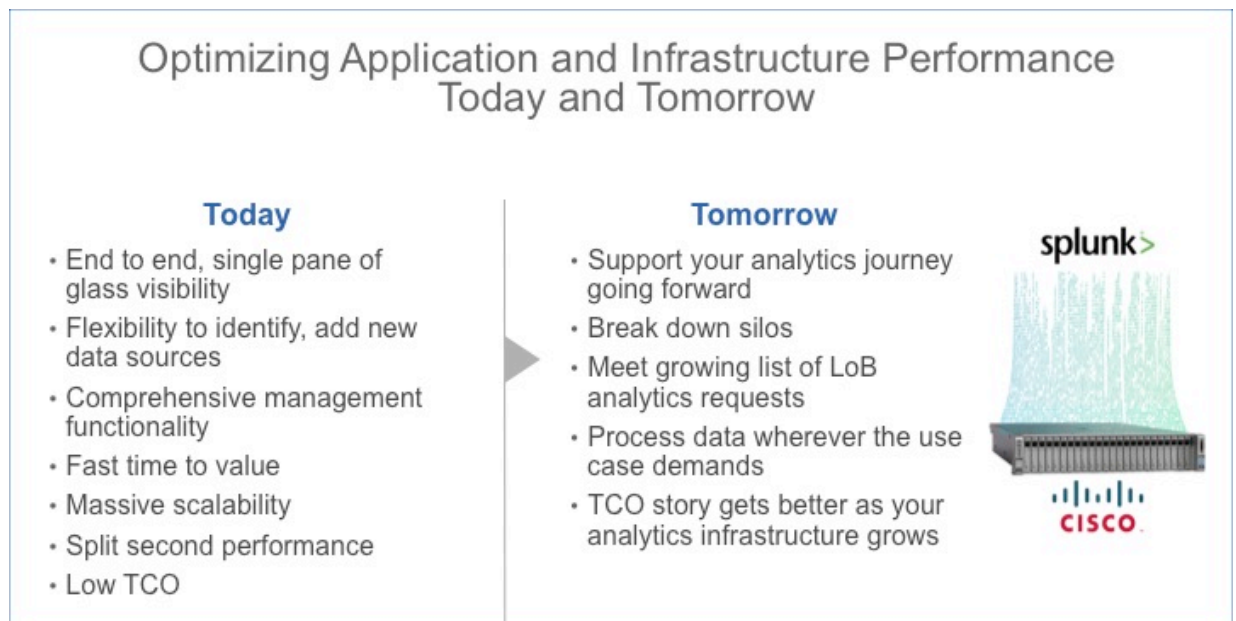 Optimizing Application and Infrastructure Performance
Today and Tomorrow
Today
• End to end, single pane of
glass visibility
• Flexibility to identify, add new
data sources
• Comprehensive management
functionality
• Fast time to value
• Massive scalability
• Split second performance
• Low TCO
Tomorrow
• Support your analytics journey
going forward
• Break down silos
• Meet growing list of LoB
analytics requests
• Process data wherever the use
case demands
• TCO story gets better as your
analytics infrastructure grows
splunk>
CISCO